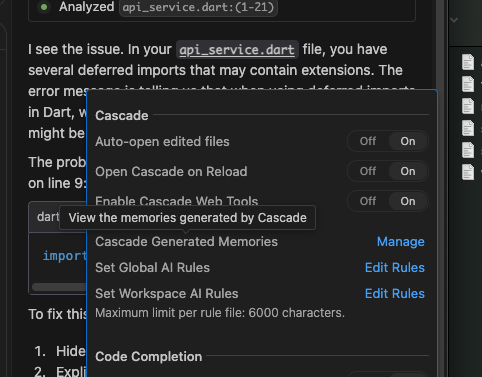 Analyzed api_service.dart:(1-21)
I see the issue. In your api_service.dart file, you have
several deferred imports that may contain extensions. The
error message is telling us that when using deferred imports
in Dart, w
might be
The prob
on line 9:
dart
import
To fix this
1. Hide
2. Expli
Cascade
Auto-open edited files Off On
Open Cascade on Reload Off On
Enable Cascade Web Tools Off On
View the memories generated by Cascade
Cascade Generated Memories Manage
Set Global AI Rules Edit Rules
Set Workspace AI Rules Edit Rules
Maximum limit per rule file: 6000 characters.
Code Completion